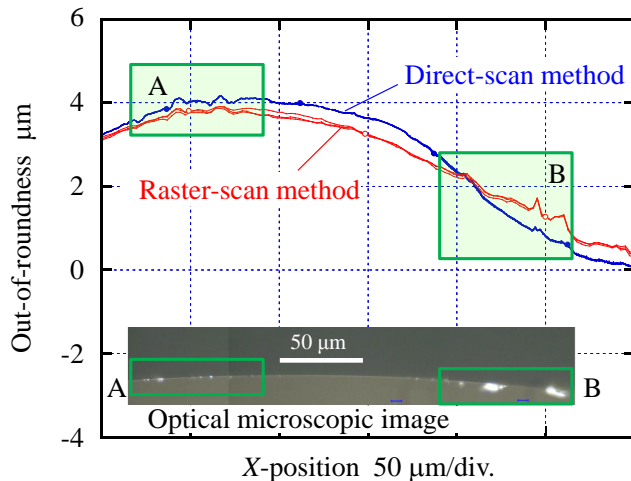 6
4
2
0
-2
-4
Out-of-roundness μm
A
Direct-scan method
Raster-scan method
B
50 μm
A
B
Optical microscopic image
X-position 50 μm/div.